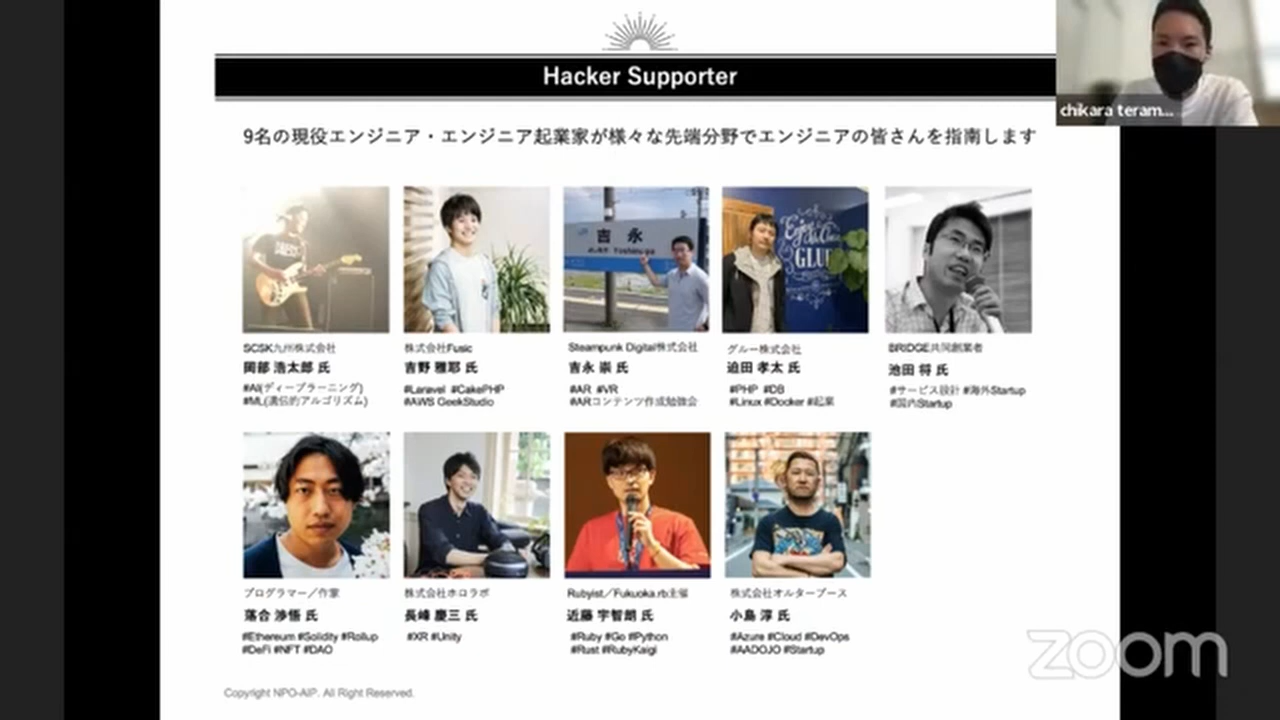 Hacker Supporter
chikara teram...
9名の現役エンジニア・エンジニア起業家が様々な先端分野でエンジニアの皆さんを指南します
吉永
Yoshinaga
Enjoy
GLUE
SCSK九州株式会社
岡部 浩太郎 氏
#AI(ディープラーニング)
#ML(遺伝的アルゴリズム)
株式会社Fusic
吉野 雅耶 氏
#Laravel #CakePHP
#AWS GeekStudio
Steampunk Digital株式会社
吉永 崇 氏
#AR #VR
#ARコンテンツ作成勉強会
グルー株式会社
迫田 孝太 氏
#PHP #DB
#Linux #Docker #起業
BRIDGE共同創業者
池田 将 氏
#サービス設計 #海外Startup
#国内Startup
プログラマー／作家
落合 渉悟 氏
#Ethereum #Solidity #Rollup
#DeFi #NFT #DAO
株式会社ホロラボ
長峰 慶三 氏
#XR #Unity
Rubyist／Fukuoka.rb主催
近藤 宇智朗 氏
#Ruby #Go #Python
#Rust #RubyKaigi
株式会社オルターブース
小島 淳 氏
#Azure #Cloud #DevOps
#AADOJO #Startup
zoom
Copyright NPO-AIP. All Right Reserved.